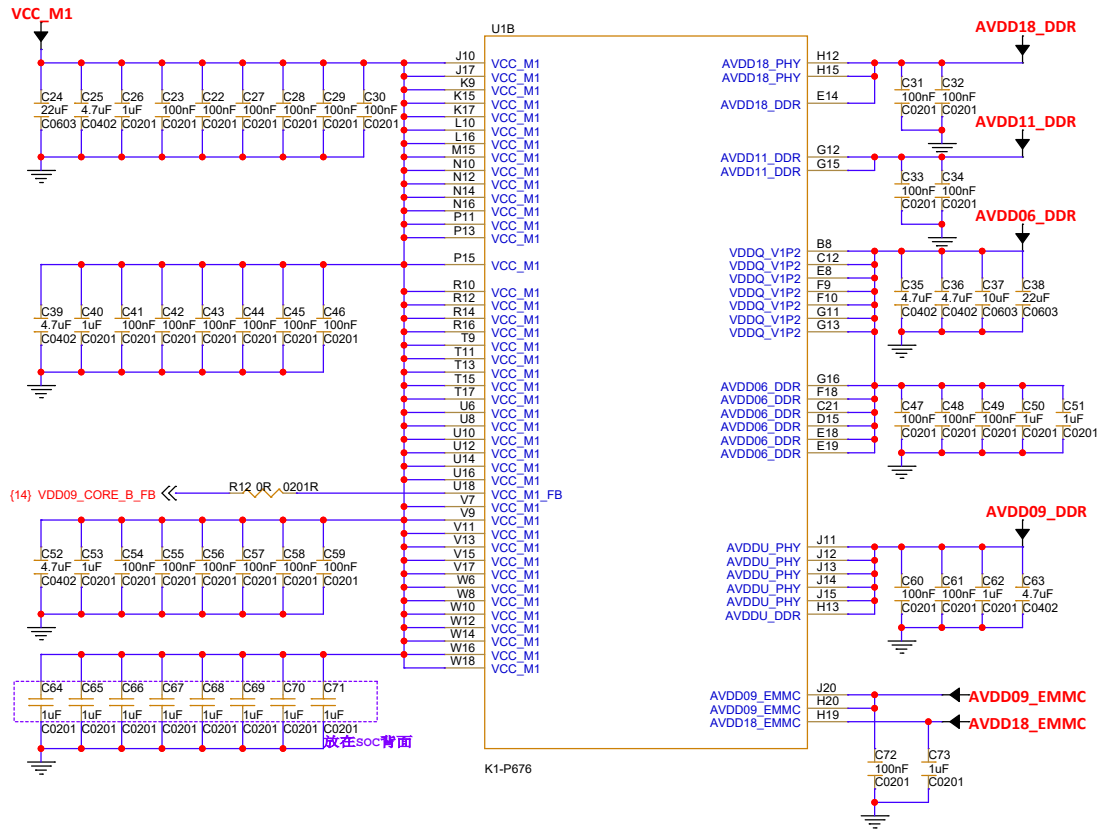 VCC_M1
U1B
AVDD18_DDR
J10 VCC_M1
J17 VCC_M1
K9 VCC_M1
K15 VCC_M1
K17 VCC_M1
L10 VCC_M1
L16 VCC_M1
M15 VCC_M1
N10 VCC_M1
N12 VCC_M1
N14 VCC_M1
N16 VCC_M1
P11 VCC_M1
P13 VCC_M1
P15 VCC_M1
R10 VCC_M1
R12 VCC_M1
R14 VCC_M1
R16 VCC_M1
T9 VCC_M1
T11 VCC_M1
T13 VCC_M1
T15 VCC_M1
T17 VCC_M1
U6 VCC_M1
U8 VCC_M1
U10 VCC_M1
U12 VCC_M1
U14 VCC_M1
U16 VCC_M1
U18 VCC_M1_FB
V7 VCC_M1
V9 VCC_M1
V11 VCC_M1
V13 VCC_M1
V15 VCC_M1
V17 VCC_M1
W6 VCC_M1
W8 VCC_M1
W10 VCC_M1
W12 VCC_M1
W14 VCC_M1
W16 VCC_M1
W18 VCC_M1
C24 C25 C26 C23 C22 C27 C28 C29 C30
22uF 4.7uF 1uF 100nF 100nF 100nF 100nF 100nF 100nF
C0603 C0402 C0201 C0201 C0201 C0201 C0201 C0201 C0201
C39 C40 C41 C42 C43 C44 C45 C46
4.7uF 1uF 100nF 100nF 100nF 100nF 100nF 100nF
C0402 C0201 C0201 C0201 C0201 C0201 C0201 C0201
{14} VDD09_CORE_B_FB R12 0R 0201R
C52 C53 C54 C55 C56 C57 C58 C59
4.7uF 1uF 100nF 100nF 100nF 100nF 100nF 100nF
C0402 C0201 C0201 C0201 C0201 C0201 C0201 C0201
C64 C65 C66 C67 C68 C69 C70 C71
1uF 1uF 1uF 1uF 1uF 1uF 1uF 1uF
C0201 C0201 C0201 C0201 C0201 C0201 C0201 C0201
放在SOC背面
K1-P676
AVDD18_PHY H12
AVDD18_PHY H15
AVDD18_DDR E14
C31 C32
100nF 100nF
C0201 C0201
AVDD11_DDR
AVDD11_DDR G12
AVDD11_DDR G15
C33 C34
100nF 100nF
C0201 C0201
AVDD06_DDR
VDDQ_V1P2 B8
VDDQ_V1P2 C12
VDDQ_V1P2 E8
VDDQ_V1P2 F9
VDDQ_V1P2 F10
VDDQ_V1P2 G11
VDDQ_V1P2 G13
C35 C36 C37 C38
4.7uF 4.7uF 10uF 22uF
C0402 C0402 C0603 C0603
AVDD06_DDR G16
AVDD06_DDR F18
AVDD06_DDR C21
AVDD06_DDR D15
AVDD06_DDR E18
AVDD06_DDR E19
C47 C48 C49 C50 C51
100nF 100nF 100nF 1uF 1uF
C0201 C0201 C0201 C0201 C0201
AVDD09_DDR
AVDDU_PHY J11
AVDDU_PHY J12
AVDDU_PHY J13
AVDDU_PHY J14
AVDDU_PHY J15
AVDDU_DDR H13
C60 C61 C62 C63
100nF 100nF 1uF 4.7uF
C0201 C0201 C0201 C0402
AVDD09_EMMC J20 AVDD09_EMMC
AVDD09_EMMC H20
AVDD18_EMMC H19 AVDD18_EMMC
C72 C73
100nF 1uF
C0201 C0201